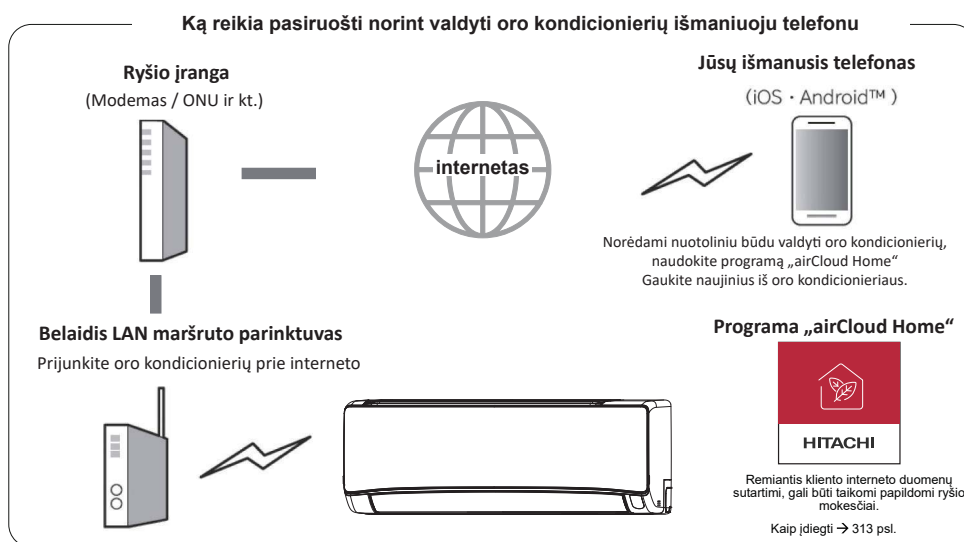 Ką reikia pasiruošti norint valdyti oro kondicionierių išmaniuoju telefonu
Ryšio įranga
(Modemas / ONU ir kt.)
internetas
Jūsų išmanusis telefonas
(iOS・Android™)
Norėdami nuotoliniu būdu valdyti oro kondicionierių,
naudokite programą „airCloud Home“
Gaukite naujinius iš oro kondicionieriaus.
Belaidis LAN maršruto parinktuvas
Prijunkite oro kondicionierių prie interneto
Programa „airCloud Home“
HITACHI
Remiantis kliento interneto duomenų
sutartimi, gali būti taikomi papildomi ryšio
mokesčiai.
Kaip įdiegti → 313 psl.